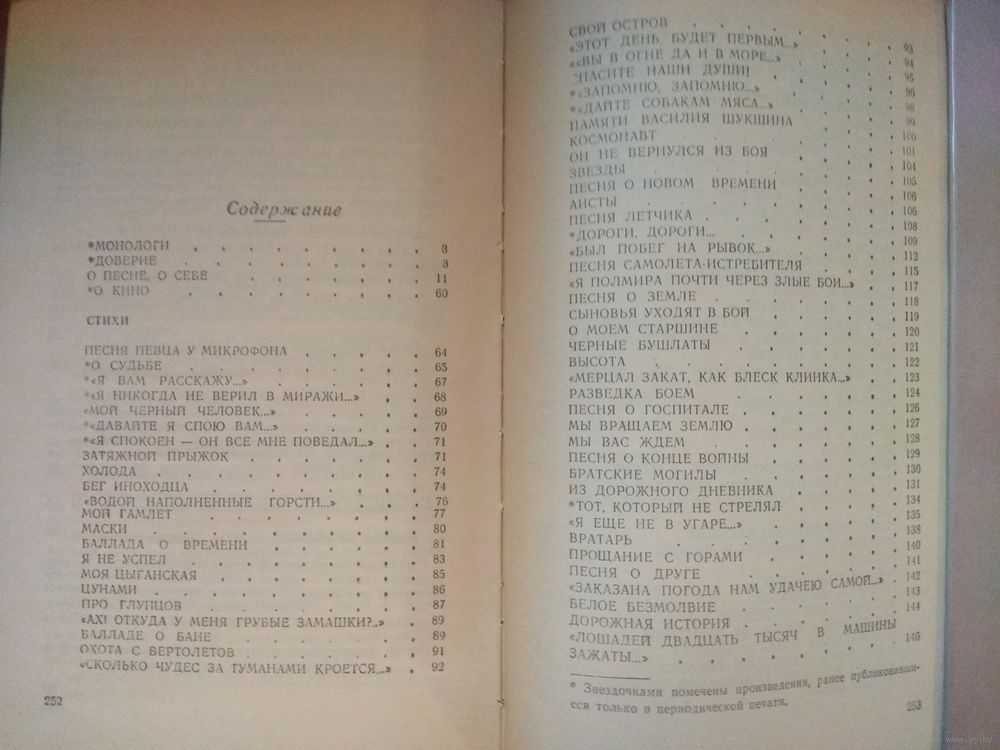 Содержание
*МОНОЛОГИ . . . . . . . . . . 3
*ДОВЕРИЕ . . . . . . . . . . 3
О ПЕСНЕ, О СЕБЕ . . . . . . . . 11
*О КИНО . . . . . . . . . . 60
СТИХИ
ПЕСНЯ ПЕВЦА У МИКРОФОНА . . . . . 64
*О СУДЬБЕ . . . . . . . . . . 65
*«Я ВАМ РАССКАЖУ...» . . . . . . . 67
*«Я НИКОГДА НЕ ВЕРИЛ В МИРАЖИ...» . . . 68
«МОЙ ЧЕРНЫЙ ЧЕЛОВЕК...» . . . . . . 69
*«ДАВАЙТЕ Я СПОЮ ВАМ...» . . . . . . 70
*«Я СПОКОЕН — ОН ВСЕ МНЕ ПОВЕДАЛ...» . . 71
ЗАТЯЖНОЙ ПРЫЖОК . . . . . . . . 71
ХОЛОДА . . . . . . . . . . 74
БЕГ ИНОХОДЦА . . . . . . . . . 74
«ВОДОЙ НАПОЛНЕННЫЕ ГОРСТИ...» . . . . 76
МОЙ ГАМЛЕТ . . . . . . . . . 77
МАСКИ . . . . . . . . . . . 80
БАЛЛАДА О ВРЕМЕНИ . . . . . . . 81
Я НЕ УСПЕЛ . . . . . . . . . 83
МОЯ ЦЫГАНСКАЯ . . . . . . . . 85
ЦУНАМИ . . . . . . . . . . 86
ПРО ГЛУПЦОВ . . . . . . . . . 87
«АХ! ОТКУДА У МЕНЯ ГРУБЫЕ ЗАМАШКИ?..» . . 89
БАЛЛАДЕ О БАНЕ . . . . . . . . 89
ОХОТА С ВЕРТОЛЕТОВ . . . . . . . 91
«СКОЛЬКО ЧУДЕС ЗА ТУМАНАМИ КРОЕТСЯ...» . 92
252
СВОЙ ОСТРОВ . . . . . . . . . 93
«ЭТОТ ДЕНЬ БУДЕТ ПЕРВЫМ...» . . . . . 94
«ВЫ В ОГНЕ ДА И В МОРЕ...» . . . . . 95
СПАСИТЕ НАШИ ДУШИ! . . . . . . . 96
*«ЗАПОМНЮ, ЗАПОМНЮ...» . . . . . . 98
*«ДАЙТЕ СОБАКАМ МЯСА...» . . . . . . 99
ПАМЯТИ ВАСИЛИЯ ШУКШИНА . . . . . 100
КОСМОНАВТ . . . . . . . . . 101
ОН НЕ ВЕРНУЛСЯ ИЗ БОЯ . . . . . . 104
ЗВЕЗДЫ . . . . . . . . . . 105
ПЕСНЯ О НОВОМ ВРЕМЕНИ . . . . . . 106
АИСТЫ . . . . . . . . . . . 106
ПЕСНЯ ЛЕТЧИКА . . . . . . . . 108
*ДОРОГИ, ДОРОГИ... . . . . . . . . 109
«БЫЛ ПОБЕГ НА РЫВОК...» . . . . . . 112
ПЕСНЯ САМОЛЕТА-ИСТРЕБИТЕЛЯ . . . . 115
«Я ПОЛМИРА ПОЧТИ ЧЕРЕЗ ЗЛЫЕ БОИ...» . . 117
ПЕСНЯ О ЗЕМЛЕ . . . . . . . . 118
СЫНОВЬЯ УХОДЯТ В БОЙ . . . . . . 119
О МОЕМ СТАРШИНЕ . . . . . . . . 120
ЧЕРНЫЕ БУШЛАТЫ . . . . . . . . 121
ВЫСОТА . . . . . . . . . . 122
«МЕРЦАЛ ЗАКАТ, КАК БЛЕСК КЛИНКА...» . . 123
РАЗВЕДКА БОЕМ . . . . . . . . 124
ПЕСНЯ О ГОСПИТАЛЕ . . . . . . . 126
МЫ ВРАЩАЕМ ЗЕМЛЮ . . . . . . . 127
МЫ ВАС ЖДЕМ . . . . . . . . . 128
ПЕСНЯ О КОНЦЕ ВОЙНЫ . . . . . . 129
БРАТСКИЕ МОГИЛЫ . . . . . . . . 130
ИЗ ДОРОЖНОГО ДНЕВНИКА . . . . . . 131
*ТОТ, КОТОРЫЙ НЕ СТРЕЛЯЛ . . . . . 134
«Я ЕЩЕ НЕ В УГАРЕ...» . . . . . . . 135
ВРАТАРЬ . . . . . . . . . . 138
ПРОЩАНИЕ С ГОРАМИ . . . . . . . 140
ПЕСНЯ О ДРУГЕ . . . . . . . . 141
«ЗАКАЗАНА ПОГОДА НАМ УДАЧЕЮ САМОЙ...» . 142
БЕЛОЕ БЕЗМОЛВИЕ . . . . . . . . 143
ДОРОЖНАЯ ИСТОРИЯ . . . . . . . . 144
«ЛОШАДЕЙ ДВАДЦАТЬ ТЫСЯЧ В МАШИНЫ
ЗАЖАТЫ...» . . . . . . . . . 146
* Звездочками помечены произведения, ранее публиковавши-
еся только в периодической печати.
253
www.ay.by